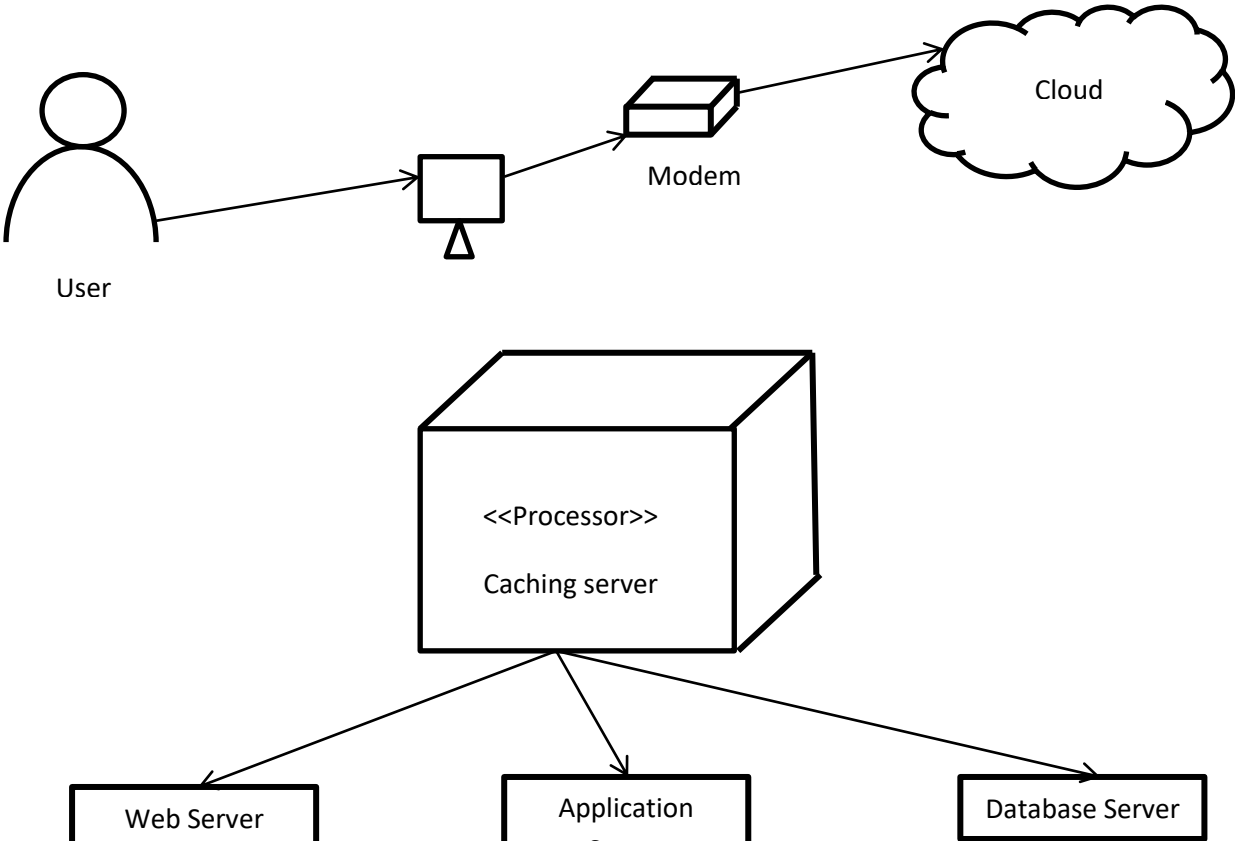 Cloud
Modem
User
<<Processor>>
Caching server
Web Server
Application
Database Server